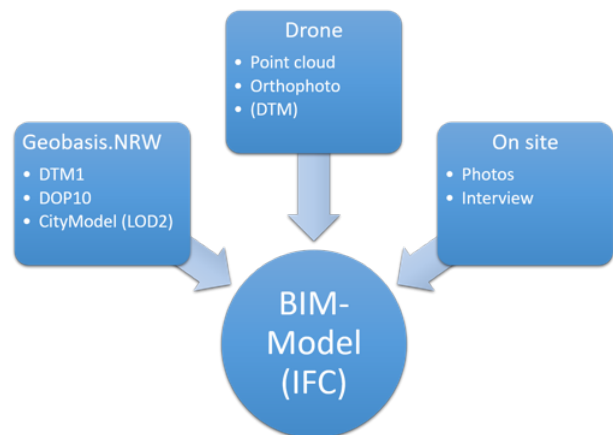 Drone
• Point cloud
• Orthophoto
• (DTM)
Geobasis.NRW
• DTM1
• DOP10
• CityModel (LOD2)
On site
• Photos
• Interview
BIM-
Model
(IFC)